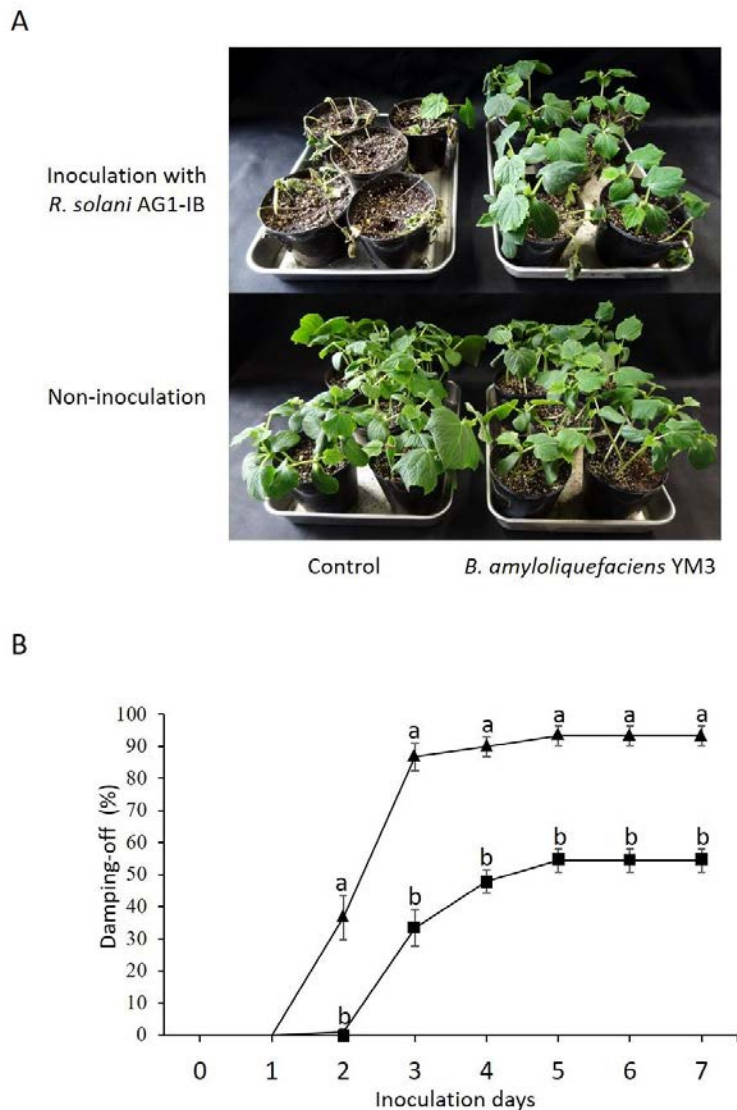 A
Inoculation with
R. solani AG1-IB
Non-inoculation
Control
B. amyloliquefaciens YM3
B
100
90
80
70
60
50
40
30
20
10
0
Damping-off (%)
a
a
a
a
a
a
b
b
b
b
b
b
0 1 2 3 4 5 6 7
Inoculation days